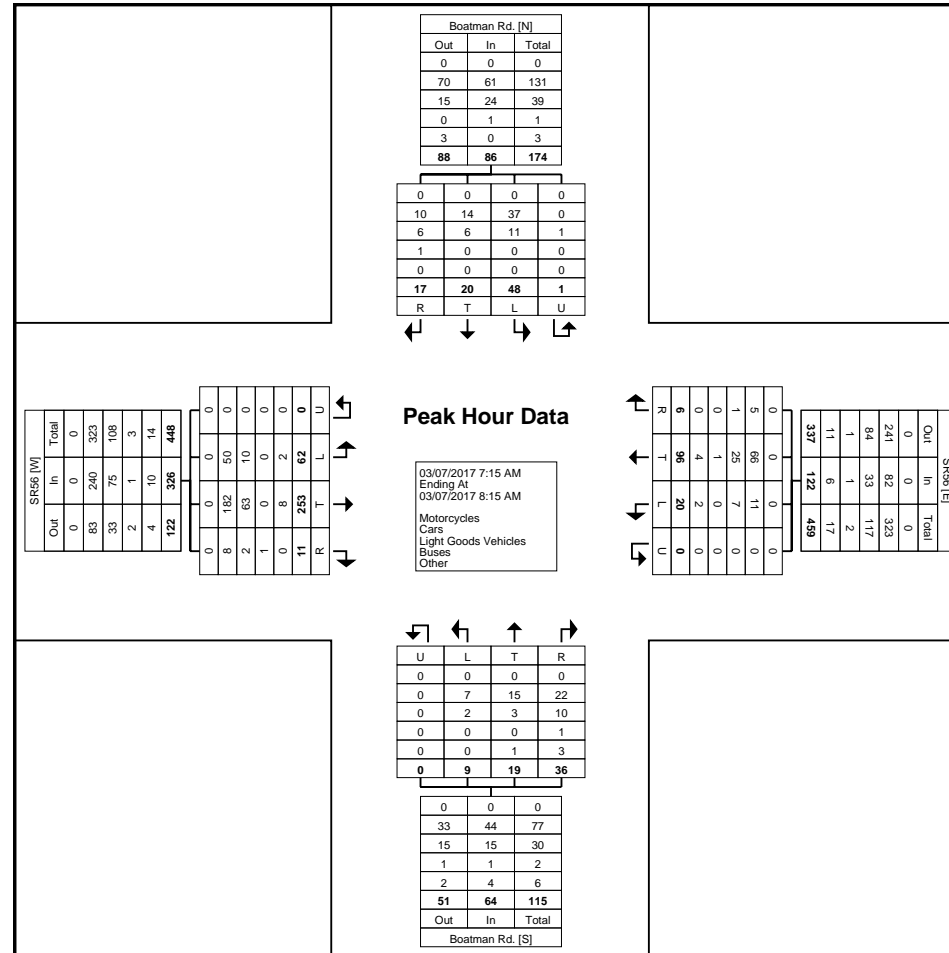 Boatman Rd. [N]
Out In Total
0 0 0
70 61 131
15 24 39
0 1 1
3 0 3
88 86 174
0 0 0 0
10 14 37 0
6 6 11 1
1 0 0 0
0 0 0 0
17 20 48 1
R T L U
SR56 [W]
Total 0 323 108 3 14 448
In 0 240 75 1 10 326
Out 0 83 33 2 4 122
0 0 0 0 0 0 U
0 50 10 0 2 62 L
0 182 63 0 8 253 T
0 8 2 1 0 11 R
Peak Hour Data
03/07/2017 7:15 AM
Ending At
03/07/2017 8:15 AM
Motorcycles
Cars
Light Goods Vehicles
Buses
Other
R 6 0 0 1 5 0
T 96 4 1 25 66 0
L 20 2 0 7 11 0
U 0 0 0 0 0 0
337 11 1 84 241 0 Out
122 6 1 33 82 0 In
459 17 2 117 323 0 Total
SR56 [E]
U L T R
0 0 0 0
0 7 15 22
0 2 3 10
0 0 0 1
0 0 1 3
0 9 19 36
0 0 0
33 44 77
15 15 30
1 1 2
2 4 6
51 64 115
Out In Total
Boatman Rd. [S]